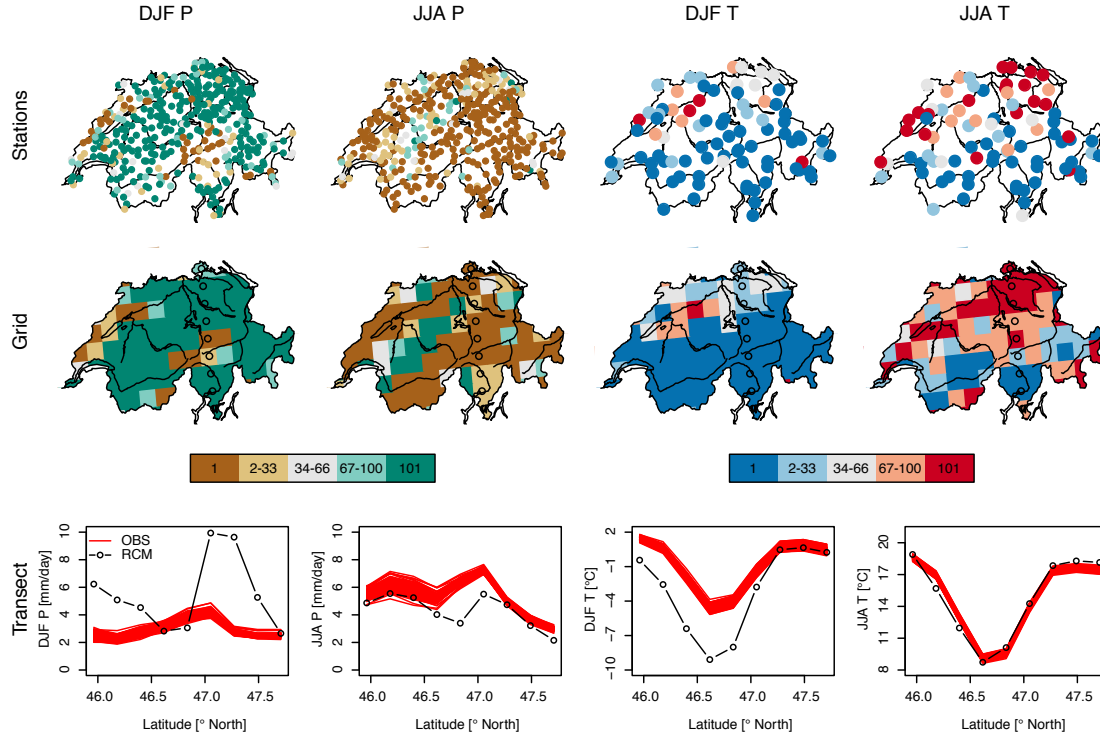 DJF P
JJA P
DJF T
JJA T
Stations
Grid
1 2-33 34-66 67-100 101
1 2-33 34-66 67-100 101
Transect
DJF P [mm/day]
0 2 4 6 8 10
OBS
RCM
46.0 46.5 47.0 47.5
Latitude [° North]
JJA P [mm/day]
0 2 4 6 8 10
46.0 46.5 47.0 47.5
Latitude [° North]
DJF T [°C]
-10 -7 -4 -1 2
46.0 46.5 47.0 47.5
Latitude [° North]
JJA T [°C]
8 11 14 17 20
46.0 46.5 47.0 47.5
Latitude [° North]